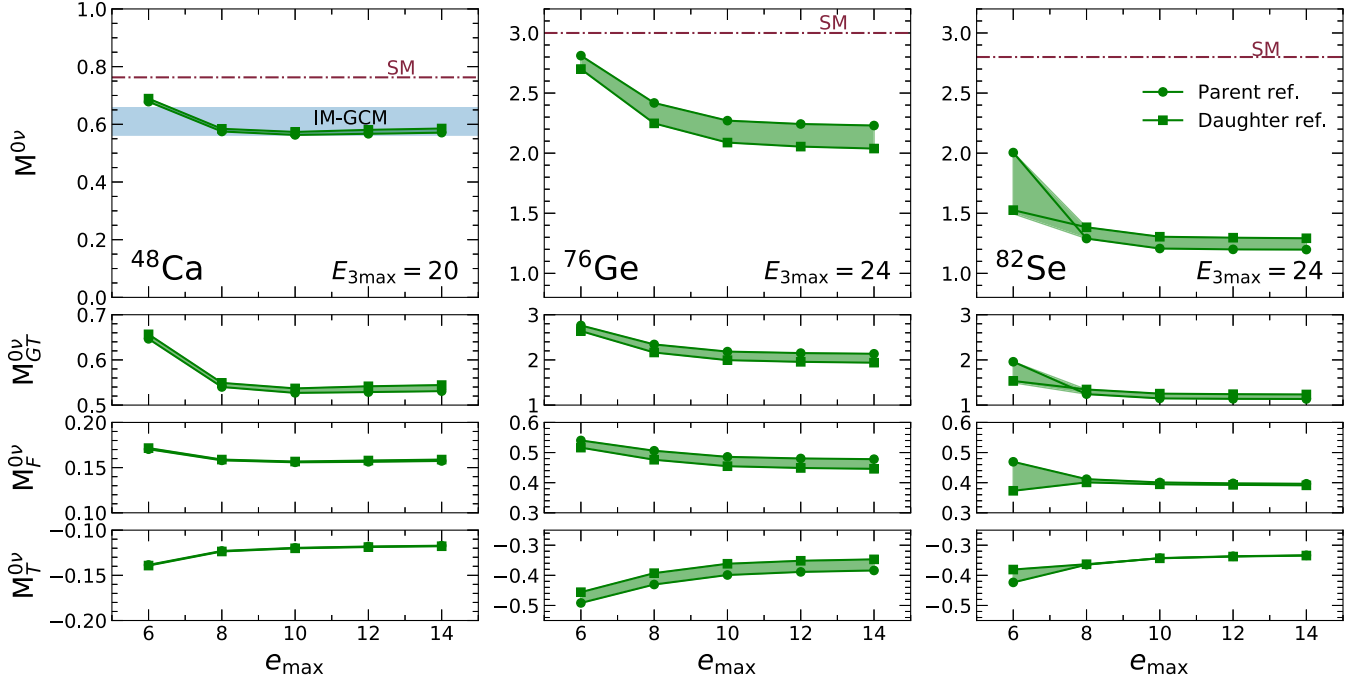 M⁰ᵛ
1.0
0.8
0.6
0.4
0.2
0.0
SM
IM-GCM
⁴⁸Ca
E₃ₘₐₓ = 20
3.0
2.5
2.0
1.5
1.0
SM
⁷⁶Ge
E₃ₘₐₓ = 24
3.0
2.5
2.0
1.5
1.0
SM
Parent ref.
Daughter ref.
⁸²Se
E₃ₘₐₓ = 24
M⁰ᵛ_GT
0.7
0.6
0.5
3
2
1
3
2
1
M⁰ᵛ_F
0.20
0.15
0.10
0.6
0.5
0.4
0.3
0.6
0.5
0.4
0.3
M⁰ᵛ_T
−0.10
−0.15
−0.20
−0.3
−0.4
−0.5
−0.3
−0.4
−0.5
6 8 10 12 14
6 8 10 12 14
6 8 10 12 14
eₘₐₓ
eₘₐₓ
eₘₐₓ